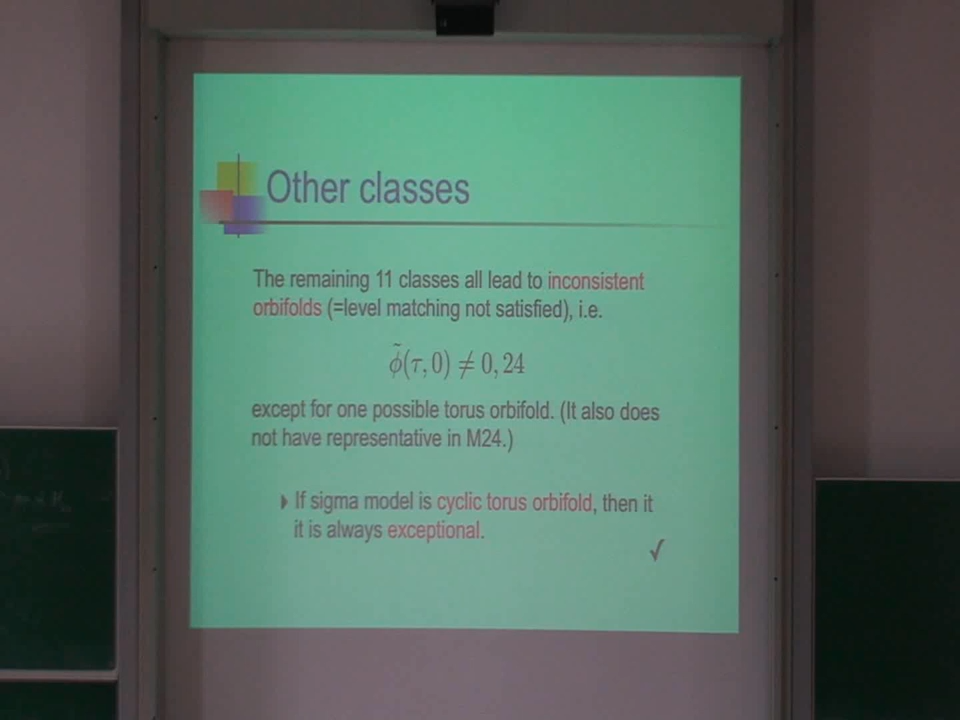 Other classes
The remaining 11 classes all lead to inconsistent
orbifolds (=level matching not satisfied), i.e.
ϕ̃(τ, 0) ≠ 0, 24
except for one possible torus orbifold. (It also does
not have representative in M24.)
If sigma model is cyclic torus orbifold, then it
it is always exceptional.
✓